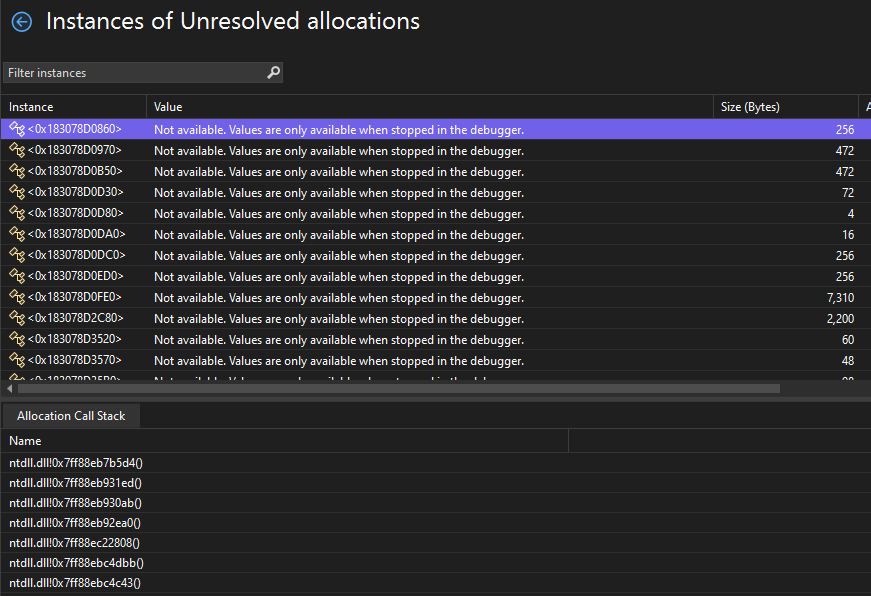 Instances of Unresolved allocations
Filter instances
Instance Value Size (Bytes)
<0x183078D0860> Not available. Values are only available when stopped in the debugger. 256
<0x183078D0970> Not available. Values are only available when stopped in the debugger. 472
<0x183078D0B50> Not available. Values are only available when stopped in the debugger. 472
<0x183078D0D30> Not available. Values are only available when stopped in the debugger. 72
<0x183078D0D80> Not available. Values are only available when stopped in the debugger. 4
<0x183078D0DA0> Not available. Values are only available when stopped in the debugger. 16
<0x183078D0DC0> Not available. Values are only available when stopped in the debugger. 256
<0x183078D0ED0> Not available. Values are only available when stopped in the debugger. 256
<0x183078D0FE0> Not available. Values are only available when stopped in the debugger. 7,310
<0x183078D2C80> Not available. Values are only available when stopped in the debugger. 2,200
<0x183078D3520> Not available. Values are only available when stopped in the debugger. 60
<0x183078D3570> Not available. Values are only available when stopped in the debugger. 48
Allocation Call Stack
Name
ntdll.dll!0x7ff88eb7b5d4()
ntdll.dll!0x7ff88eb931ed()
ntdll.dll!0x7ff88eb930ab()
ntdll.dll!0x7ff88eb92ea0()
ntdll.dll!0x7ff88ec22808()
ntdll.dll!0x7ff88ebc4dbb()
ntdll.dll!0x7ff88ebc4c43()